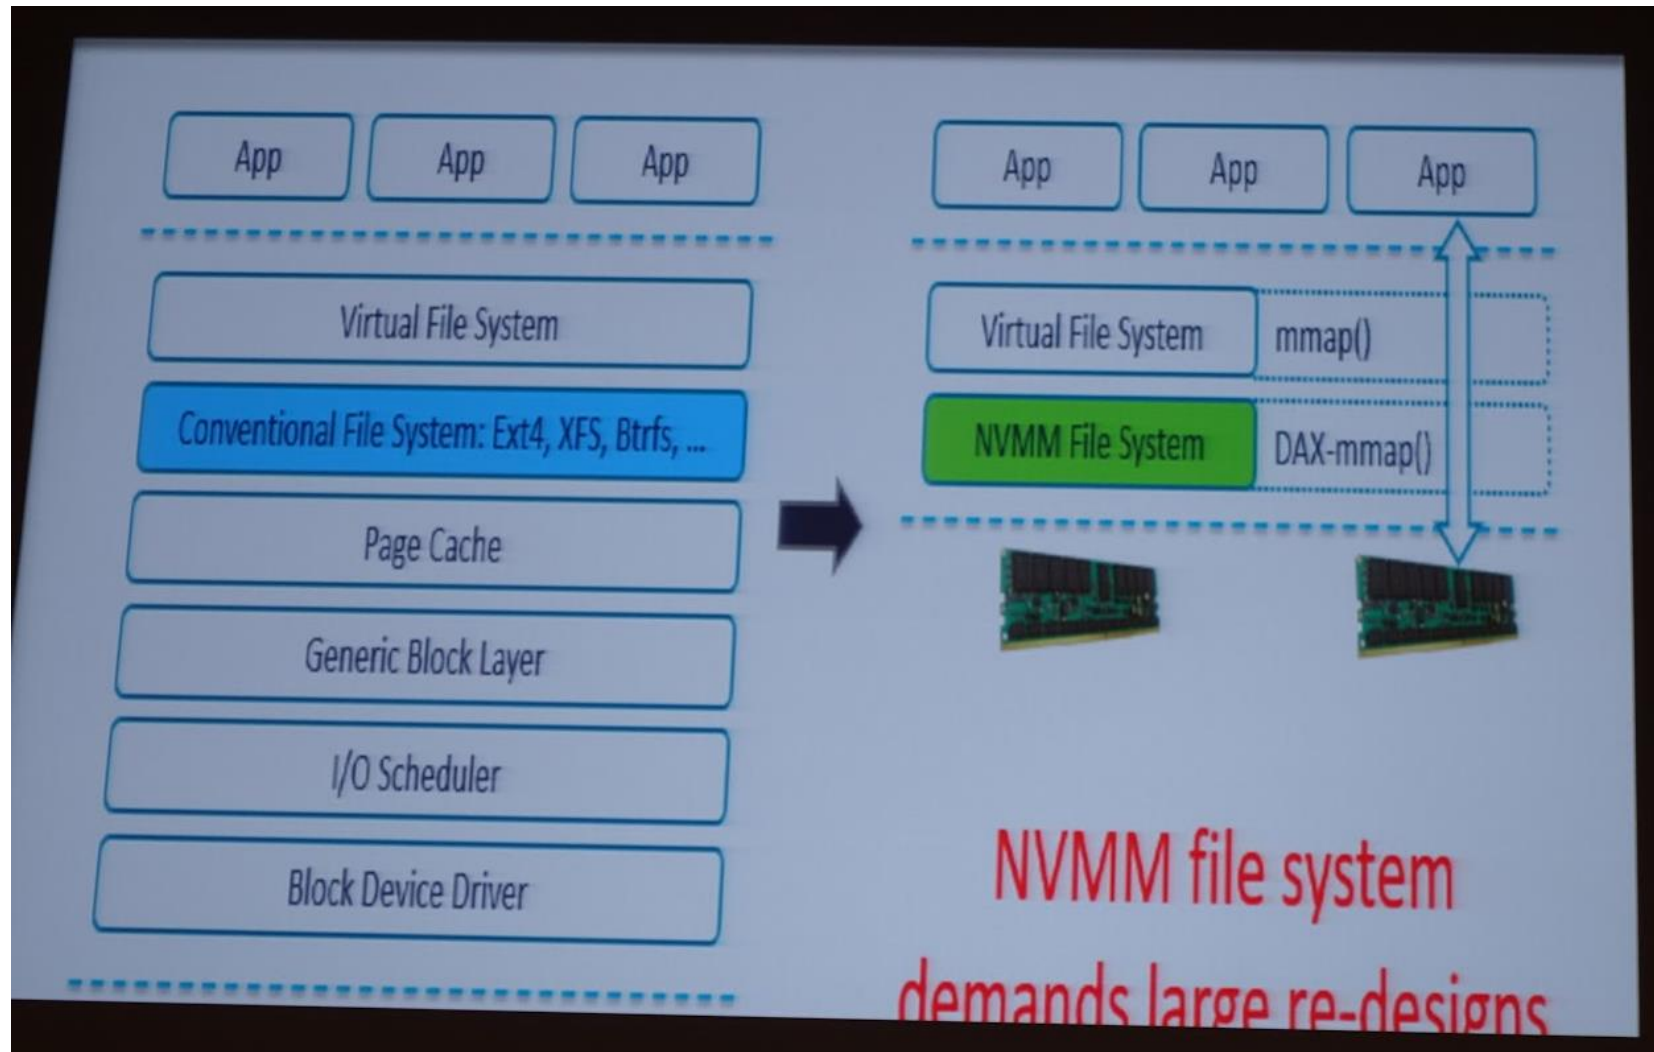 App App App
Virtual File System
Conventional File System: Ext4, XFS, Btrfs, ...
Page Cache
Generic Block Layer
I/O Scheduler
Block Device Driver
App App App
Virtual File System mmap()
NVMM File System DAX-mmap()
NVMM file system
demands large re-designs